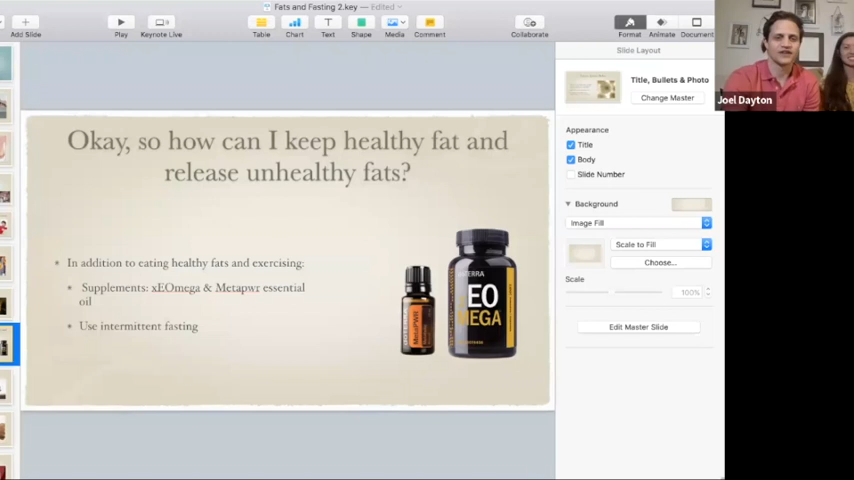 Fats and Fasting 2.key — Edited
Add Slide
Play
Keynote Live
Table
Chart
Text
Shape
Media
Comment
Collaborate
Format
Animate
Document
Slide Layout
Title, Bullets & Photo
Change Master
Joel Dayton
Appearance
Title
Body
Slide Number
Background
Image Fill
Scale to Fill
Choose...
Scale
100%
Edit Master Slide
Okay, so how can I keep healthy fat and
release unhealthy fats?
* In addition to eating healthy fats and exercising:
* Supplements: xEOmega & Metapwr essential
oil
* Use intermittent fasting
MetaPWR
TERRA
EO
MEGA